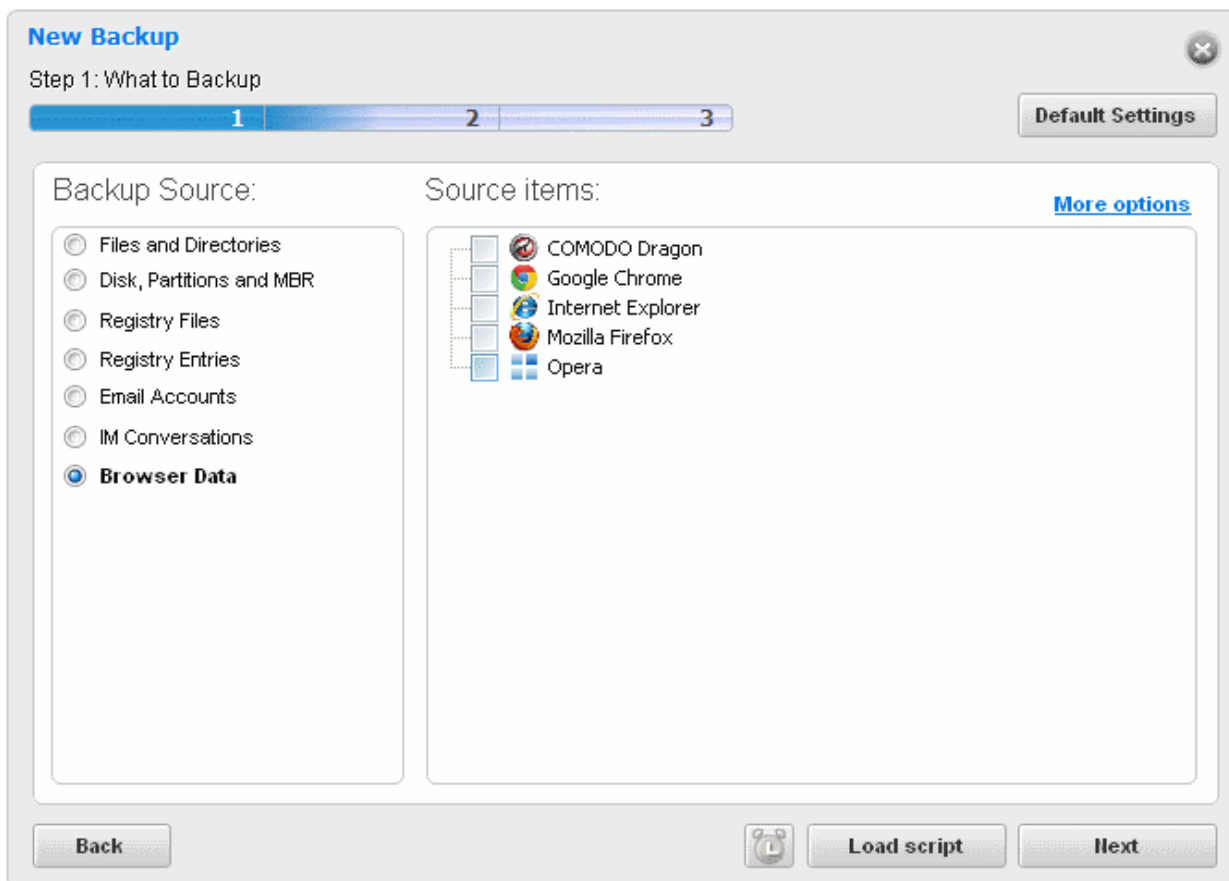 New Backup
Step 1: What to Backup
1 2 3
Default Settings
Backup Source:
Files and Directories
Disk, Partitions and MBR
Registry Files
Registry Entries
Email Accounts
IM Conversations
Browser Data
Source items:
More options
COMODO Dragon
Google Chrome
Internet Explorer
Mozilla Firefox
Opera
Back
Load script
Next